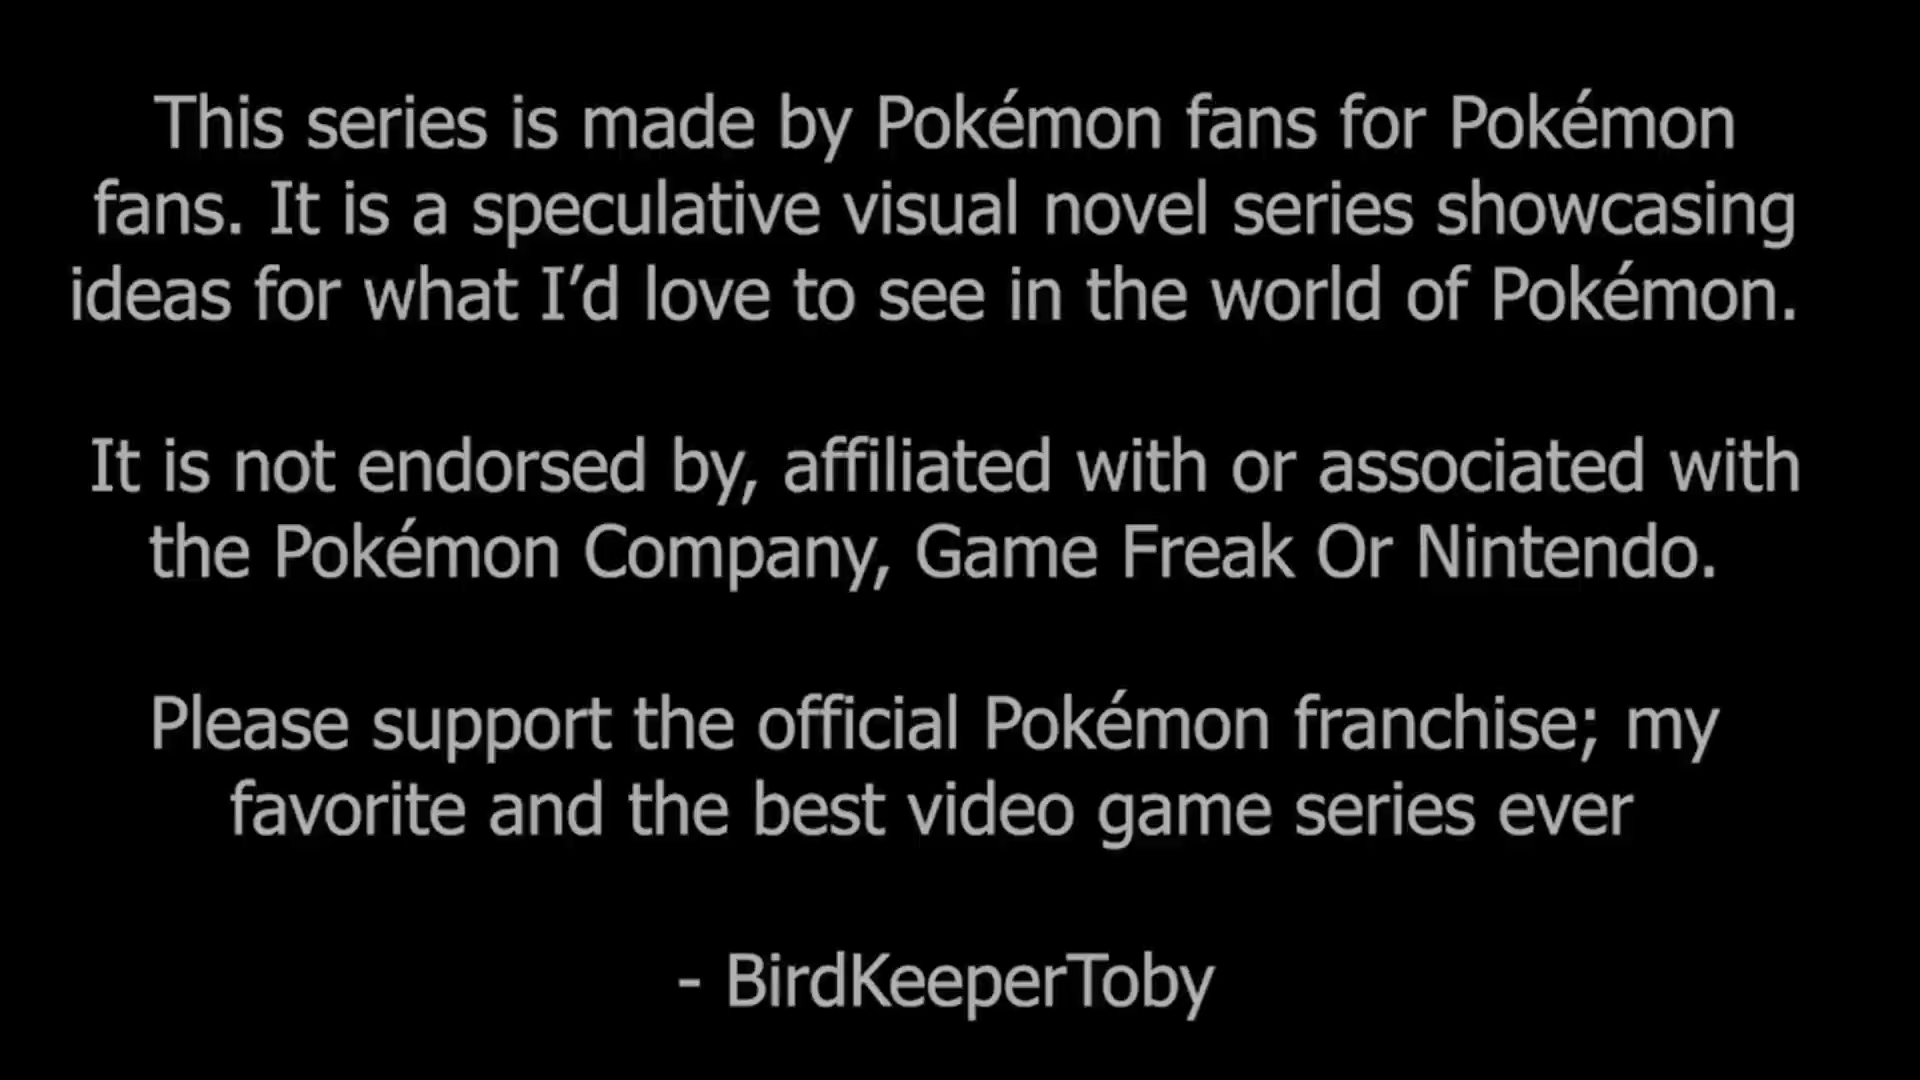 This series is made by Pokémon fans for Pokémon
fans. It is a speculative visual novel series showcasing
ideas for what I’d love to see in the world of Pokémon.
It is not endorsed by, affiliated with or associated with
the Pokémon Company, Game Freak Or Nintendo.
Please support the official Pokémon franchise; my
favorite and the best video game series ever
- BirdKeeperToby